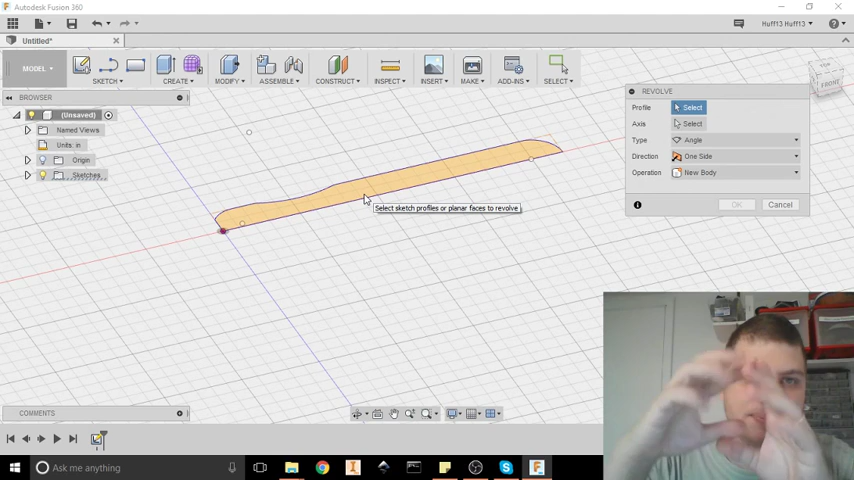 Autodesk Fusion 360
Huff13 Huff13
Untitled*
MODEL
SKETCH
CREATE
MODIFY
ASSEMBLE
CONSTRUCT
INSPECT
INSERT
MAKE
ADD-INS
SELECT
BROWSER
(Unsaved)
Named Views
Units: in
Origin
Sketches
REVOLVE
Profile Select
Axis Select
Type Angle
Direction One Side
Operation New Body
OK Cancel
FRONT
Select sketch profiles or planar faces to revolve
COMMENTS
Ask me anything